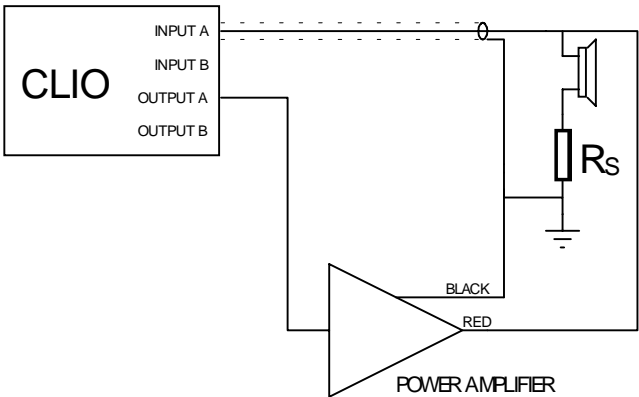 INPUT A
INPUT B
CLIO
OUTPUT A
OUTPUT B
RS
BLACK
RED
POWER AMPLIFIER